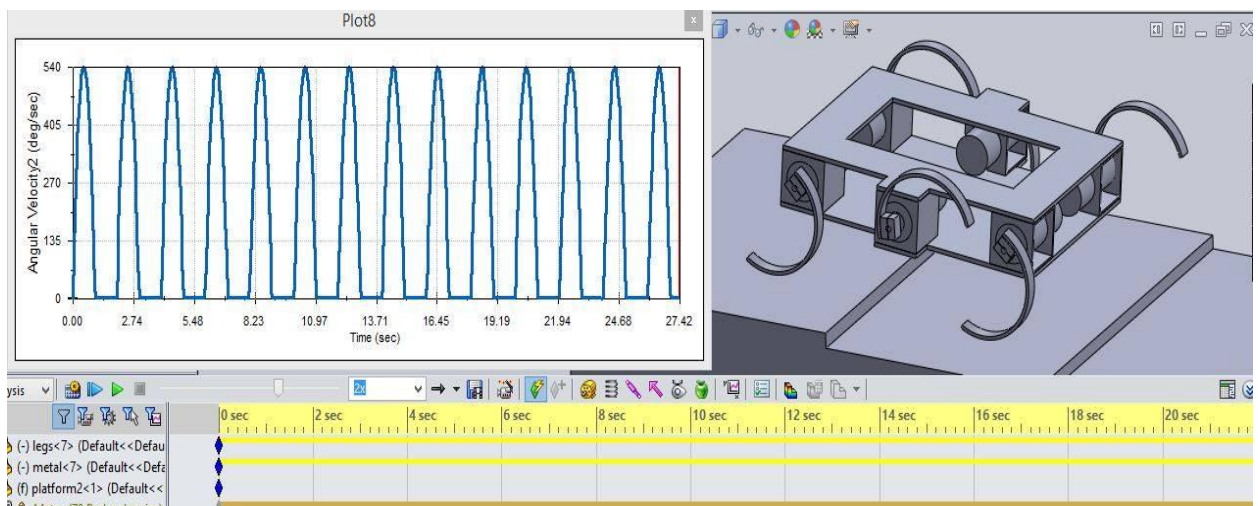 Plot8
x
Angular Velocity2 (deg/sec)
540
405
270
135
0
0.00 2.74 5.48 8.23 10.97 13.71 16.45 19.19 21.94 24.68 27.42
Time (sec)
ysis 2x
0 sec 2 sec 4 sec 6 sec 8 sec 10 sec 12 sec 14 sec 16 sec 18 sec 20 sec
(-) legs<7> (Default<<Defau
(-) metal<7> (Default<<Defa
(f) platform2<1> (Default<<